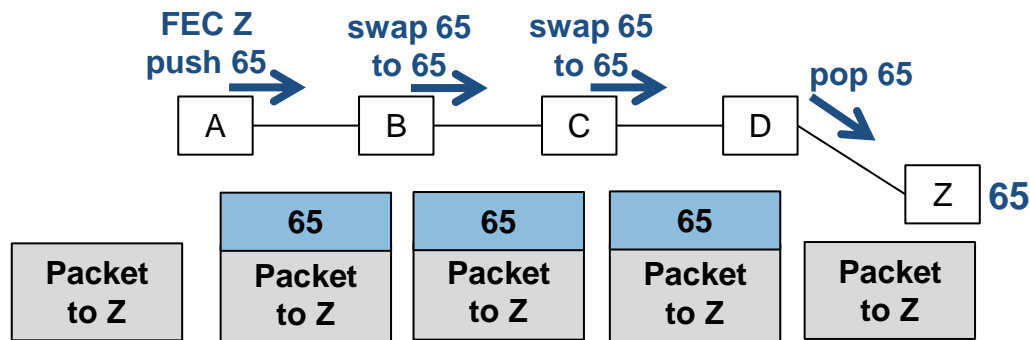 FEC Z
push 65
swap 65
to 65
swap 65
to 65
pop 65
A
B
C
D
Z
65
65
65
65
Packet
to Z
Packet
to Z
Packet
to Z
Packet
to Z
Packet
to Z